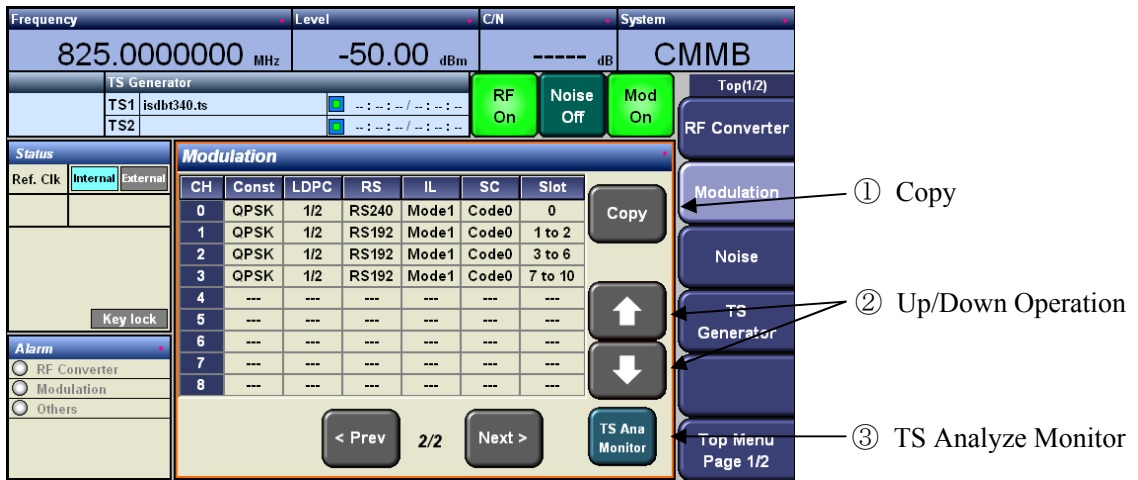 Frequency Level C/N System
825.0000000 MHz -50.00 dBm ----- dB CMMB
TS Generator
TS1 isdbt340.ts --:--:--/--:--:--
TS2 --:--:--/--:--:--
RF On
Noise Off
Mod On
Top(1/2)
RF Converter
Modulation
Noise
TS Generator
Top Menu
Page 1/2
Status
Ref. Clk Internal External
Key lock
Alarm
RF Converter
Modulation
Others
Modulation
CH Const LDPC RS IL SC Slot
0 QPSK 1/2 RS240 Mode1 Code0 0
1 QPSK 1/2 RS192 Mode1 Code0 1 to 2
2 QPSK 1/2 RS192 Mode1 Code0 3 to 6
3 QPSK 1/2 RS192 Mode1 Code0 7 to 10
4 --- --- --- --- --- ---
5 --- --- --- --- --- ---
6 --- --- --- --- --- ---
7 --- --- --- --- --- ---
8 --- --- --- --- --- ---
Copy
< Prev 2/2 Next >
TS Ana
Monitor
① Copy
② Up/Down Operation
③ TS Analyze Monitor